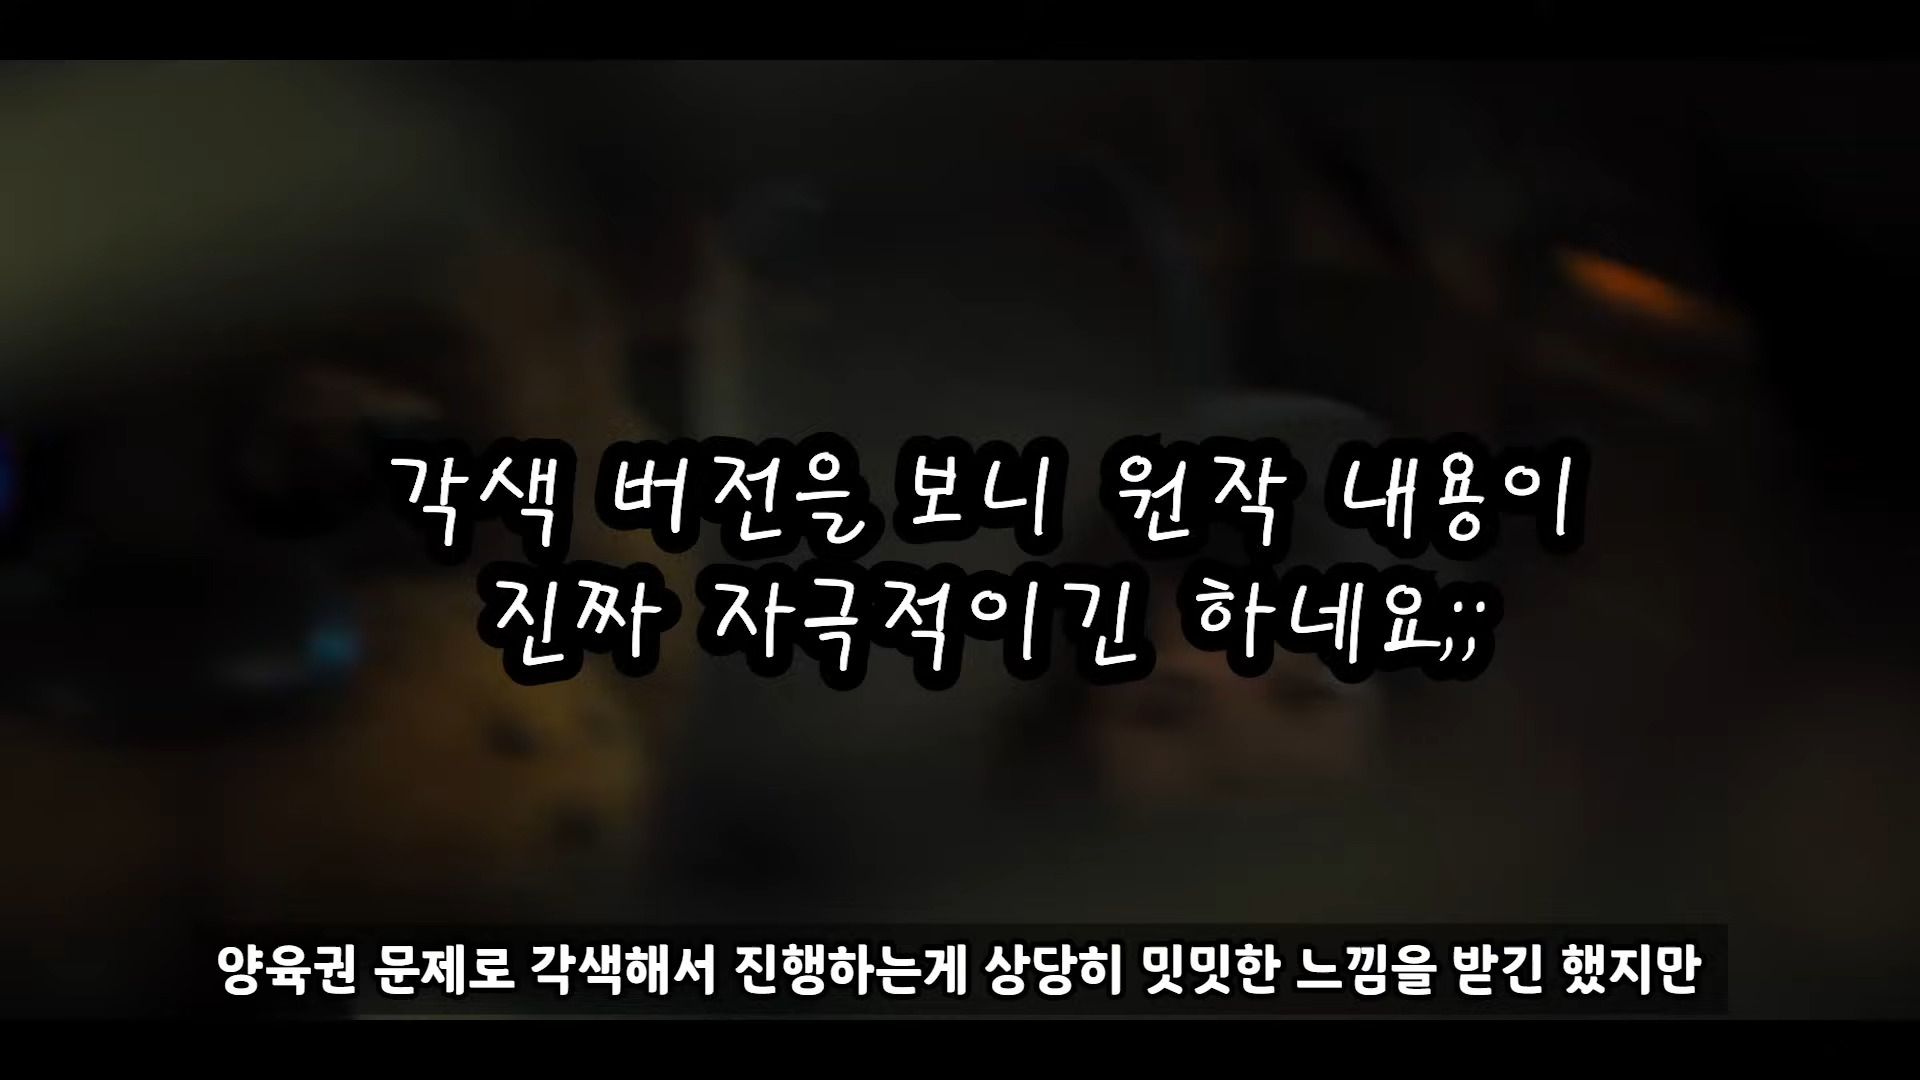 각색 버전을 보니 원작 내용이
진짜 자극적이긴 하네요;;
양육권 문제로 각색해서 진행하는게 상당히 밋밋한 느낌을 받긴 했지만